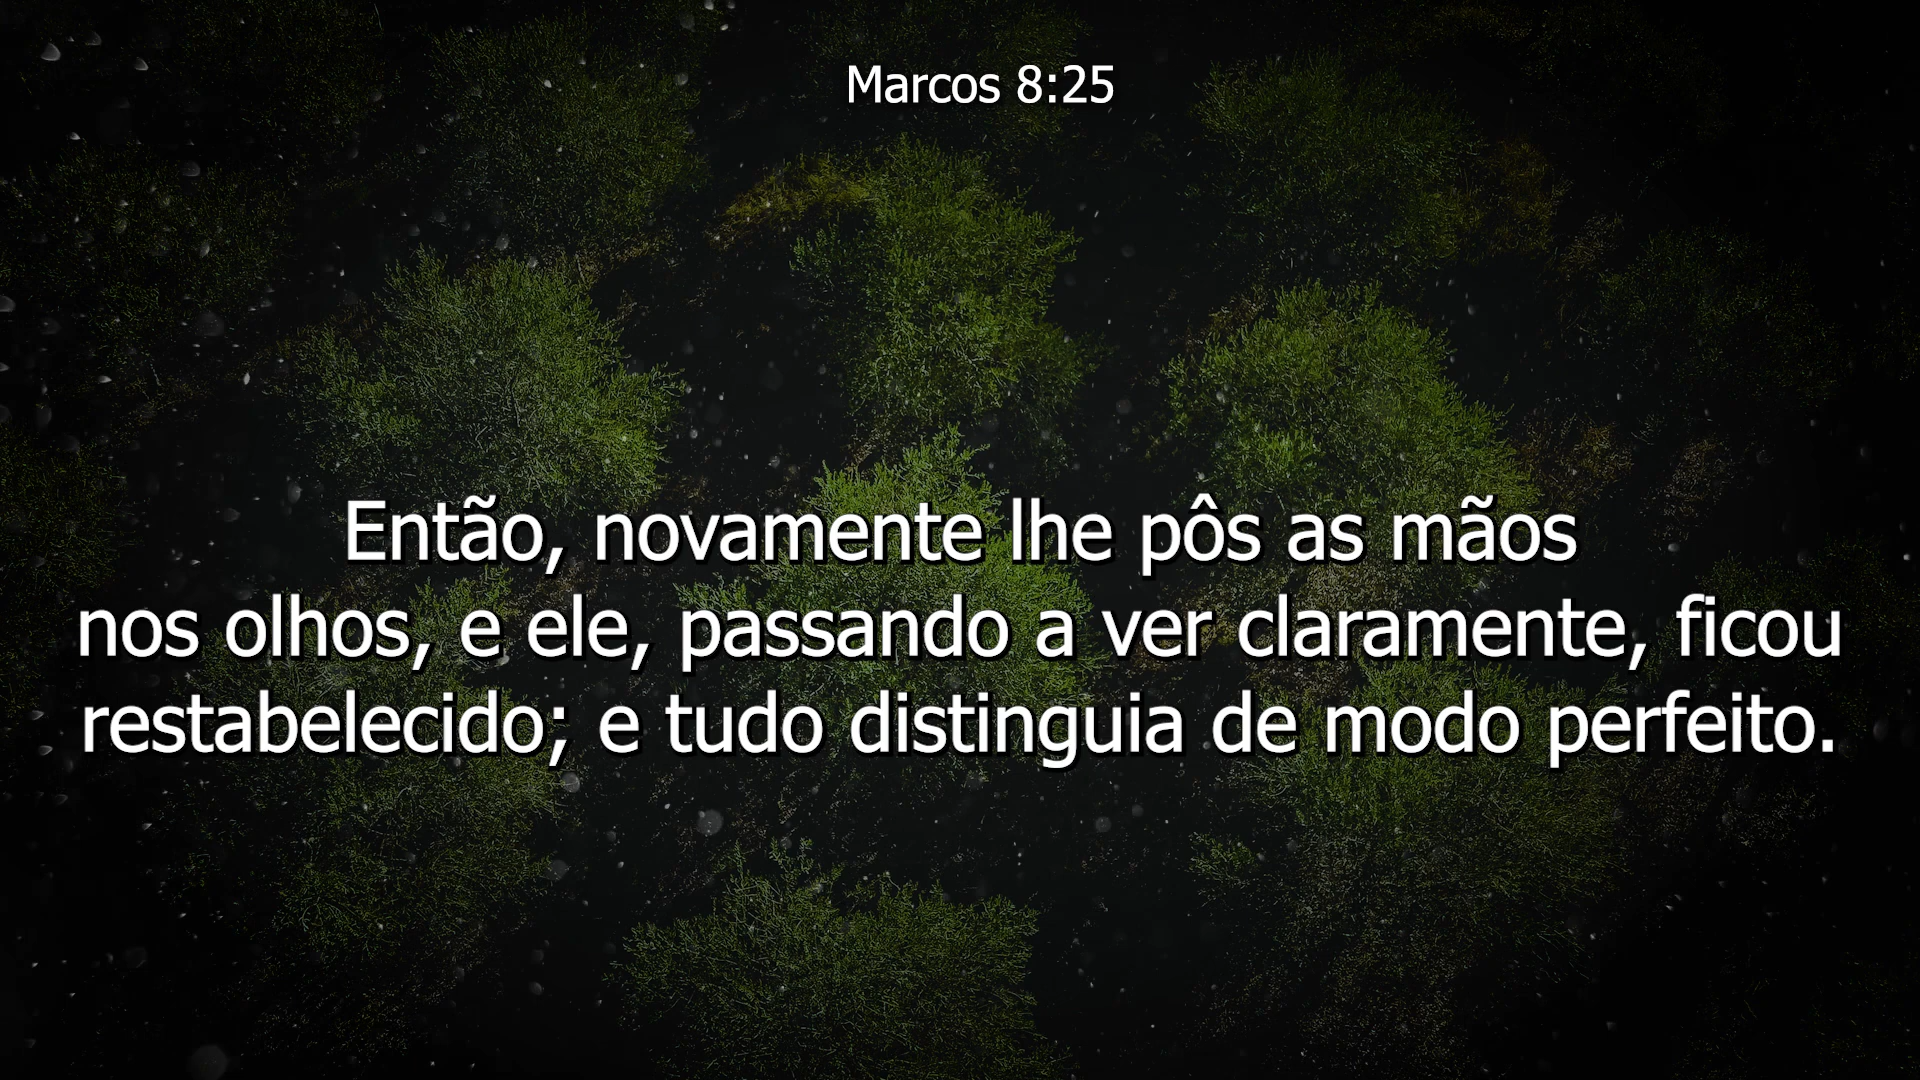 Marcos 8:25
Então, novamente lhe pôs as mãos
nos olhos, e ele, passando a ver claramente, ficou
restabelecido; e tudo distinguia de modo perfeito.